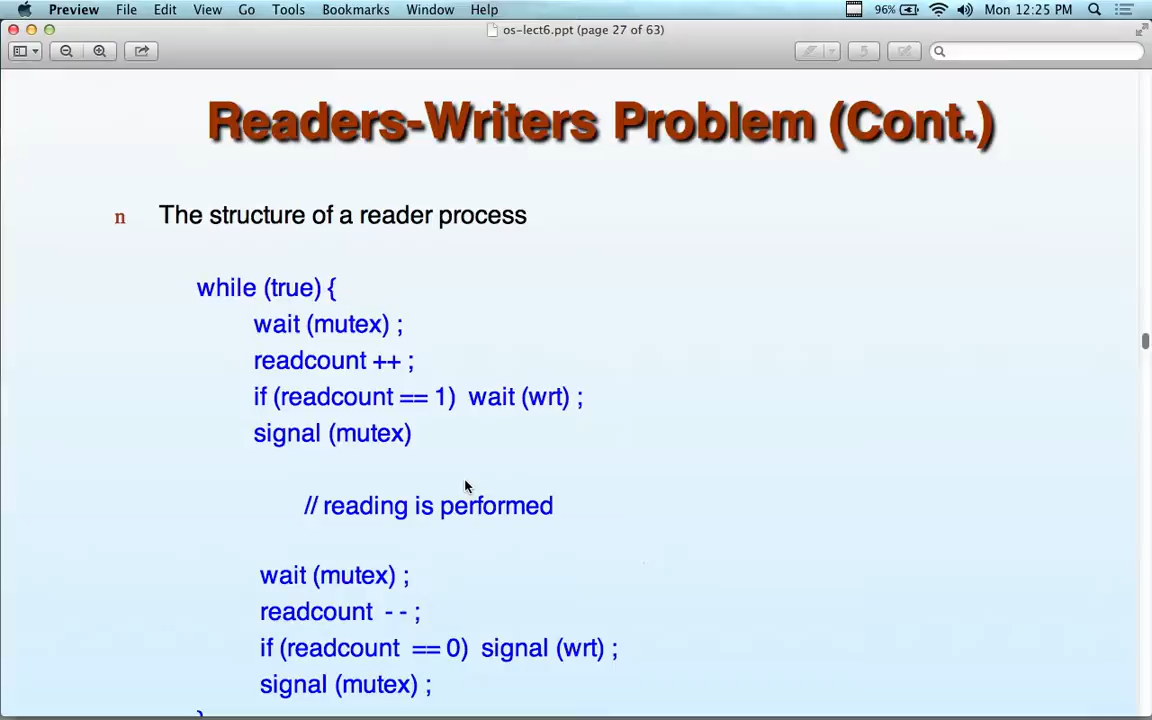 Preview File Edit View Go Tools Bookmarks Window Help 96% Mon 12:25 PM
os-lect6.ppt (page 27 of 63)
Readers-Writers Problem (Cont.)
n The structure of a reader process
while (true) {
wait (mutex) ;
readcount ++ ;
if (readcount == 1) wait (wrt) ;
signal (mutex)
// reading is performed
wait (mutex) ;
readcount - - ;
if (readcount == 0) signal (wrt) ;
signal (mutex) ;
}